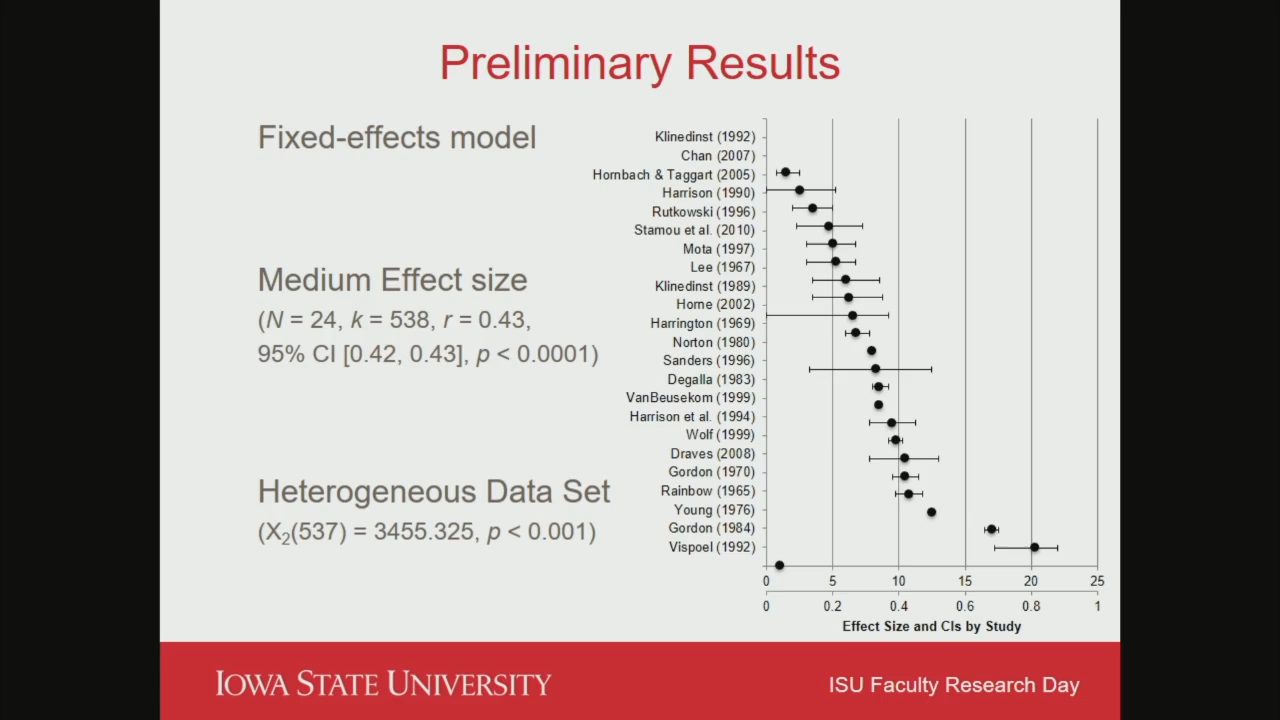 Preliminary Results
Fixed-effects model
Medium Effect size
(N = 24, k = 538, r = 0.43,
95% CI [0.42, 0.43], p < 0.0001)
Heterogeneous Data Set
(X2(537) = 3455.325, p < 0.001)
Klinedinst (1992)
Chan (2007)
Hornbach & Taggart (2005)
Harrison (1990)
Rutkowski (1996)
Stamou et al. (2010)
Mota (1997)
Lee (1967)
Klinedinst (1989)
Horne (2002)
Harrington (1969)
Norton (1980)
Sanders (1996)
Degalla (1983)
VanBeusekom (1999)
Harrison et al. (1994)
Wolf (1999)
Draves (2008)
Gordon (1970)
Rainbow (1965)
Young (1976)
Gordon (1984)
Vispoel (1992)
0 5 10 15 20 25
0 0.2 0.4 0.6 0.8 1
Effect Size and CIs by Study
IOWA STATE UNIVERSITY
ISU Faculty Research Day